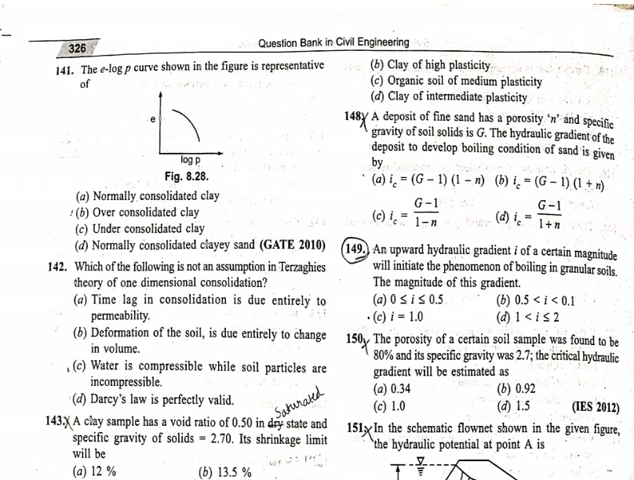 326
Question Bank in Civil Engineering
141. The e-log p curve shown in the figure is representative
of
e
log p
Fig. 8.28.
(a) Normally consolidated clay
(b) Over consolidated clay
(c) Under consolidated clay
(d) Normally consolidated clayey sand (GATE 2010)
142. Which of the following is not an assumption in Terzaghies
theory of one dimensional consolidation?
(a) Time lag in consolidation is due entirely to
permeability.
(b) Deformation of the soil, is due entirely to change
in volume.
(c) Water is compressible while soil particles are
incompressible.
(d) Darcy's law is perfectly valid.
Saturated
143. A clay sample has a void ratio of 0.50 in dry state and
specific gravity of solids = 2.70. Its shrinkage limit
will be
(a) 12 % (b) 13.5 %
(b) Clay of high plasticity
(c) Organic soil of medium plasticity
(d) Clay of intermediate plasticity
148. A deposit of fine sand has a porosity 'n' and specific
gravity of soil solids is G. The hydraulic gradient of the
deposit to develop boiling condition of sand is given
by
(a) i_c = (G – 1) (1 – n) (b) i_c = (G – 1) (1 + n)
(c) i_c = (G – 1)/(1 – n) (d) i_c = (G – 1)/(1 + n)
149. An upward hydraulic gradient i of a certain magnitude
will initiate the phenomenon of boiling in granular soils.
The magnitude of this gradient.
(a) 0 ≤ i ≤ 0.5 (b) 0.5 < i < 0.1
(c) i = 1.0 (d) 1 < i ≤ 2
150. The porosity of a certain soil sample was found to be
80% and its specific gravity was 2.7; the critical hydraulic
gradient will be estimated as
(a) 0.34 (b) 0.92
(c) 1.0 (d) 1.5 (IES 2012)
151. In the schematic flownet shown in the given figure,
the hydraulic potential at point A is